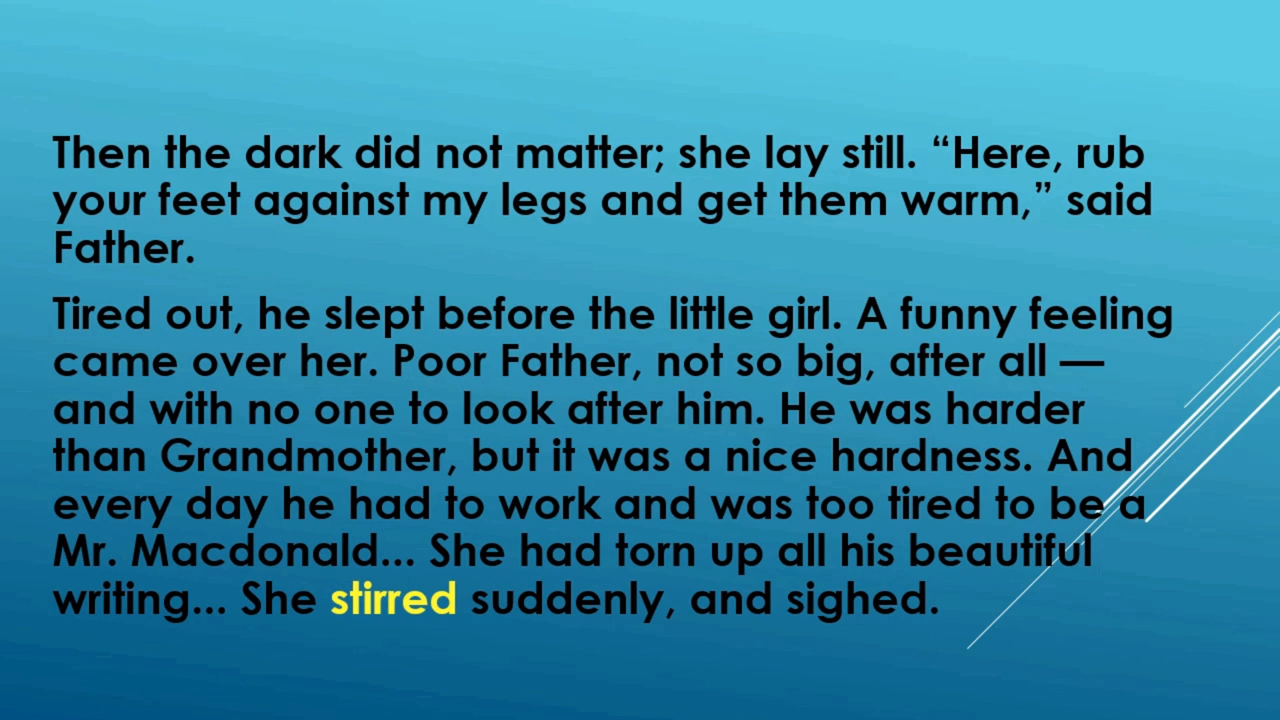 Then the dark did not matter; she lay still. “Here, rub
your feet against my legs and get them warm,” said
Father.
Tired out, he slept before the little girl. A funny feeling
came over her. Poor Father, not so big, after all —
and with no one to look after him. He was harder
than Grandmother, but it was a nice hardness. And
every day he had to work and was too tired to be a
Mr. Macdonald... She had torn up all his beautiful
writing... She stirred suddenly, and sighed.